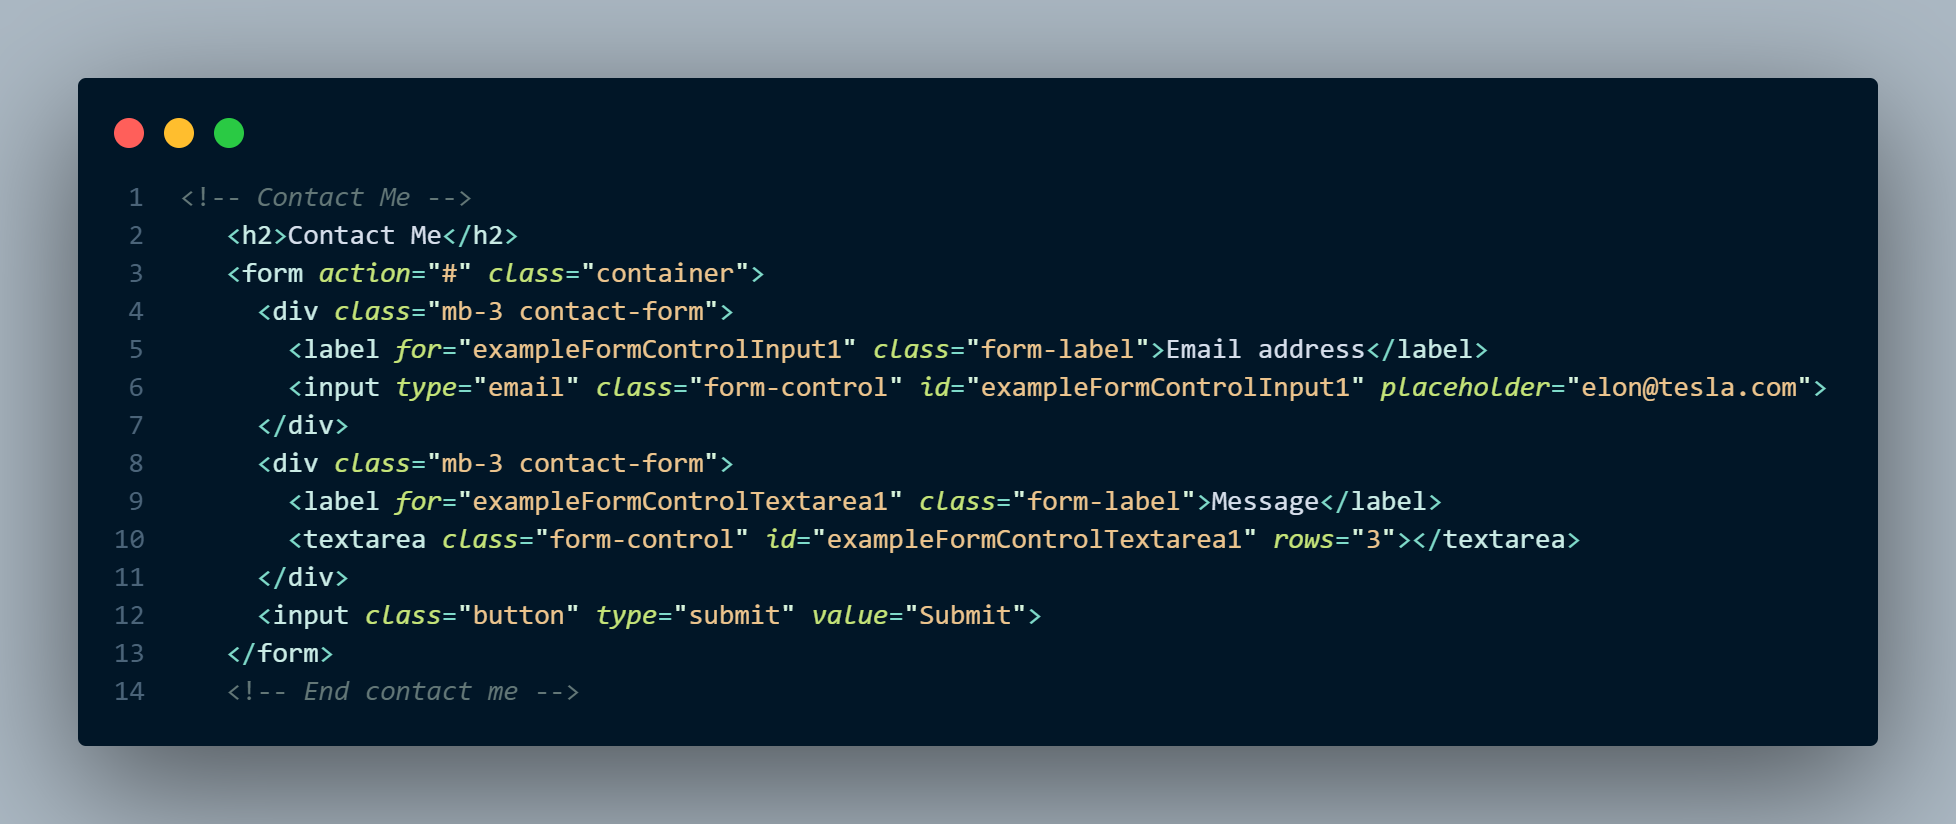 1 <!-- Contact Me -->
2 <h2>Contact Me</h2>
3 <form action="#" class="container">
4 <div class="mb-3 contact-form">
5 <label for="exampleFormControlInput1" class="form-label">Email address</label>
6 <input type="email" class="form-control" id="exampleFormControlInput1" placeholder="elon@tesla.com">
7 </div>
8 <div class="mb-3 contact-form">
9 <label for="exampleFormControlTextarea1" class="form-label">Message</label>
10 <textarea class="form-control" id="exampleFormControlTextarea1" rows="3"></textarea>
11 </div>
12 <input class="button" type="submit" value="Submit">
13 </form>
14 <!-- End contact me -->